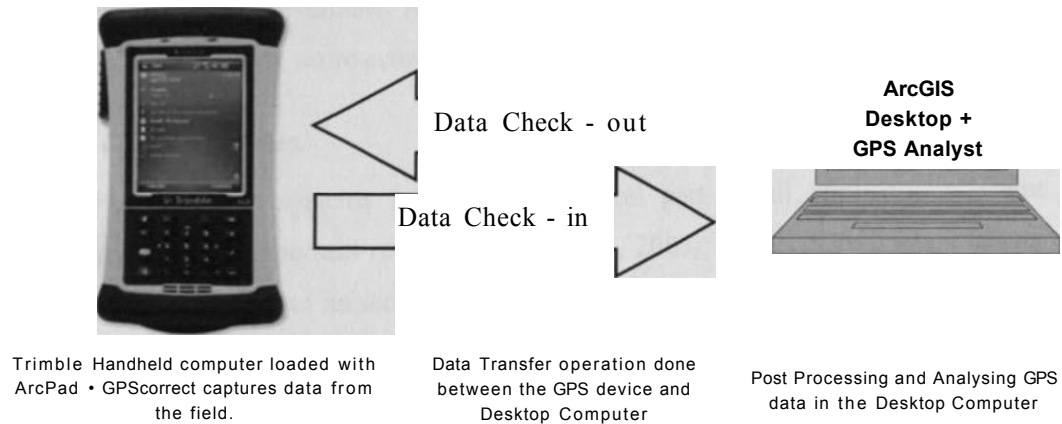 Data Check - out
Data Check - in
ArcGIS
Desktop +
GPS Analyst
Trimble
Trimble Handheld computer loaded with
ArcPad • GPScorrect captures data from
the field.
Data Transfer operation done
between the GPS device and
Desktop Computer
Post Processing and Analysing GPS
data in the Desktop Computer